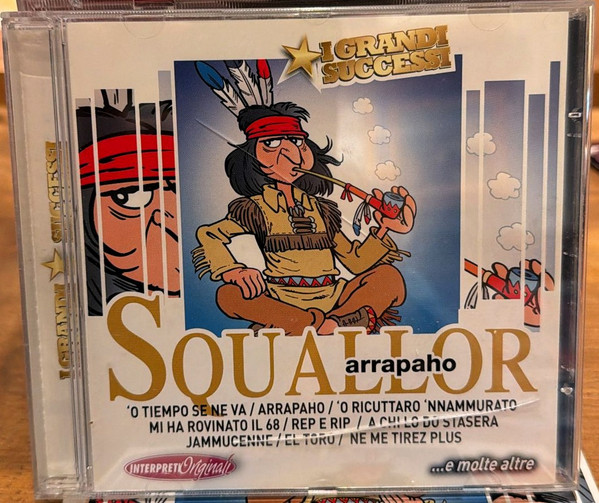 I GRANDI
SUCCESSI
SQUALLOR
arrapaho
'O TIEMPO SE NE VA / ARRAPAHO / 'O RICUTTARO 'NNAMMURATO
MI HA ROVINATO IL 68 / REP E RIP / A CHI LO DO STASERA
JAMMUCENNE / EL TORO / NE ME TIREZ PLUS
INTERPRETI Originali
...e molte altre
I GRANDI SUCCESSI